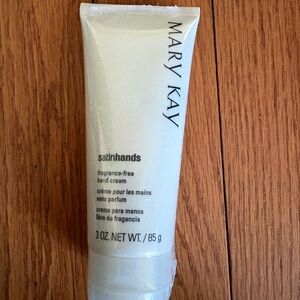 MARY KAY
satinhands
fragrance-free
hand cream
crème pour les mains
sans parfum
crema para manos
libre de fragancia
3 OZ. NET WT. / 85 g